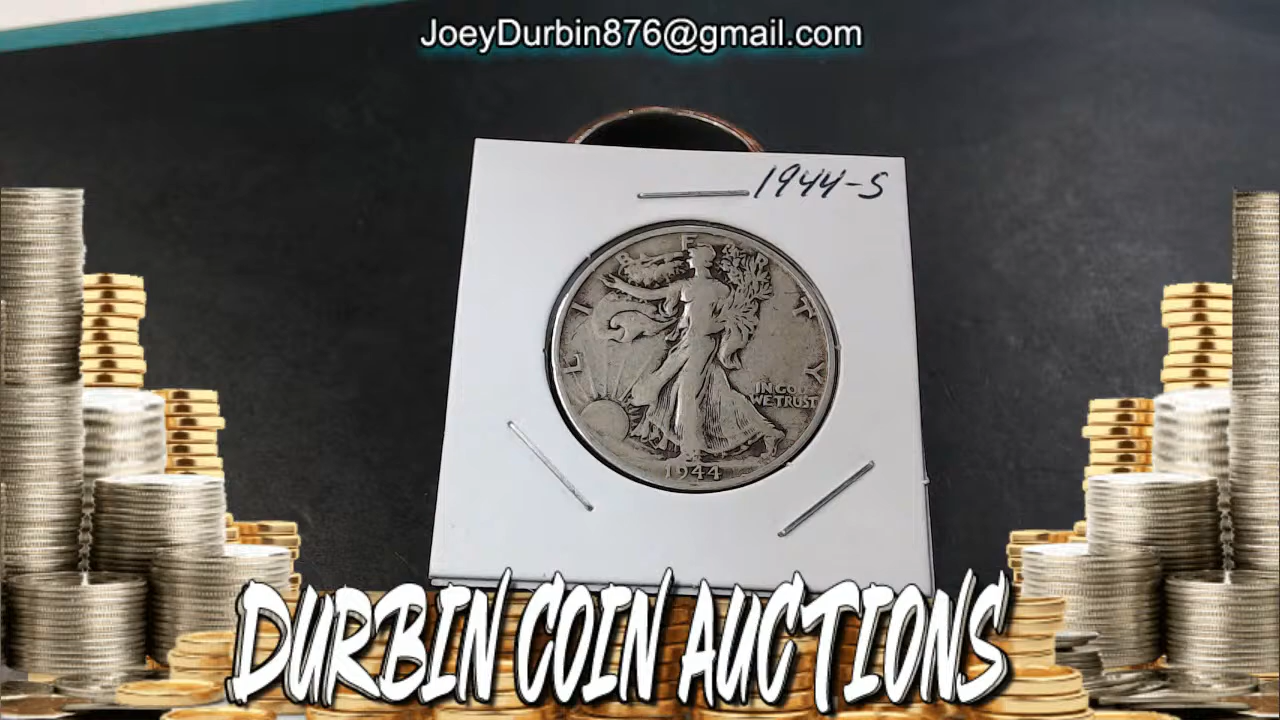 JoeyDurbin876@gmail.com
1944-S
LIBERTY
IN GOD
WE TRUST
1944
DURBIN COIN AUCTIONS